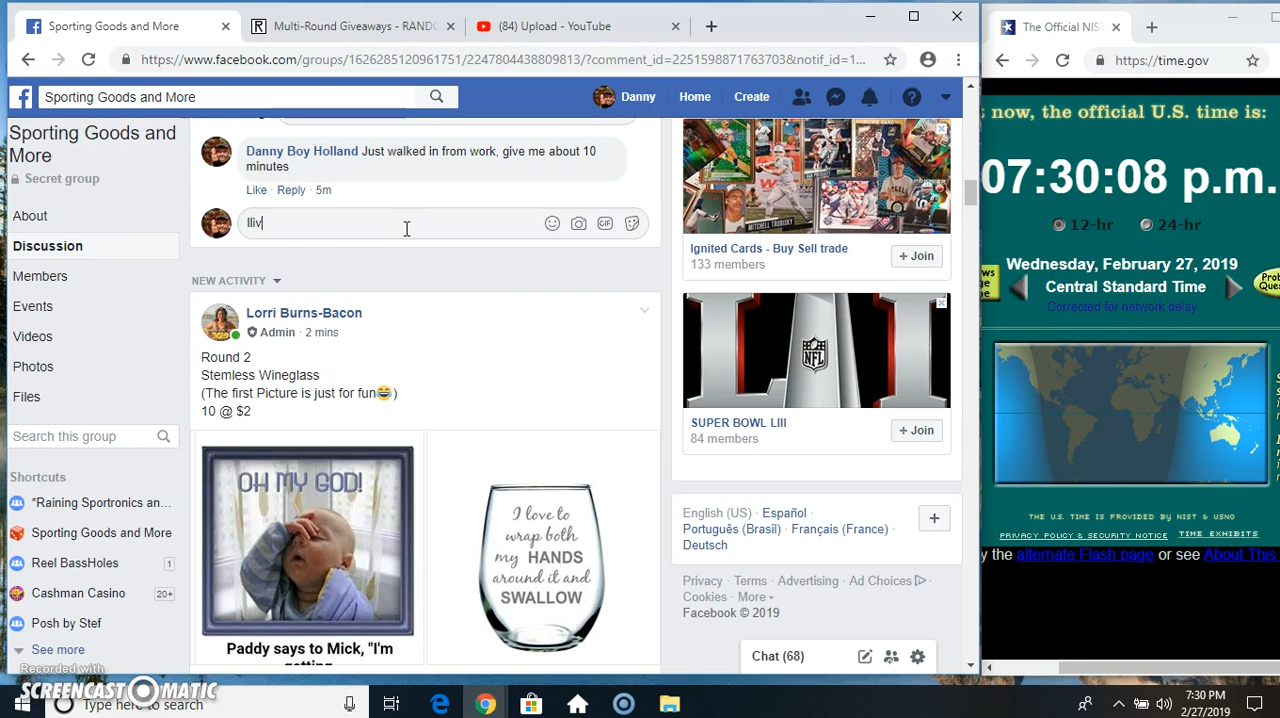 Sporting Goods and More
Multi-Round Giveaways - RANDO
(84) Upload - YouTube
The Official NIST
https://www.facebook.com/groups/1626285120961751/2247804438809813/?comment_id=2251598871763703&notif_id=1...
https://time.gov
Sporting Goods and More
Danny
Home
Create
Sporting Goods and More
Secret group
About
Discussion
Members
Events
Videos
Photos
Files
Search this group
Shortcuts
"Raining Sportronics an...
Sporting Goods and More
Reel BassHoles 1
Cashman Casino 20+
Posh by Stef
See more
Danny Boy Holland Just walked in from work, give me about 10
minutes
Like · Reply · 5m
lliv
GIF
NEW ACTIVITY
Lorri Burns-Bacon
Admin · 2 mins
Round 2
Stemless Wineglass
(The first Picture is just for fun😆)
10 @ $2
OH MY GOD!
Paddy says to Mick, "I'm
getting
I love to
wrap both
my HANDS
around it and
SWALLOW
MITCHELL TRUBISKY
Ignited Cards - Buy Sell trade
133 members
+ Join
NFL
SUPER BOWL LIII
84 members
+ Join
English (US) · Español ·
Português (Brasil) · Français (France) ·
Deutsch
Privacy · Terms · Advertising · Ad Choices ·
Cookies · More
Facebook © 2019
Chat (68)
t now, the official U.S. time is:
07:30:08 p.m.
12-hr
24-hr
Wednesday, February 27, 2019
Central Standard Time
Corrected for network delay
THE U.S. TIME IS PROVIDED BY NIST & USNO
PRIVACY POLICY & SECURITY NOTICE TIME EXHIBITS
y the alternate Flash page or see About This
Recorded with
SCREENCAST-O-MATIC
Type here to search
7:30 PM
2/27/2019